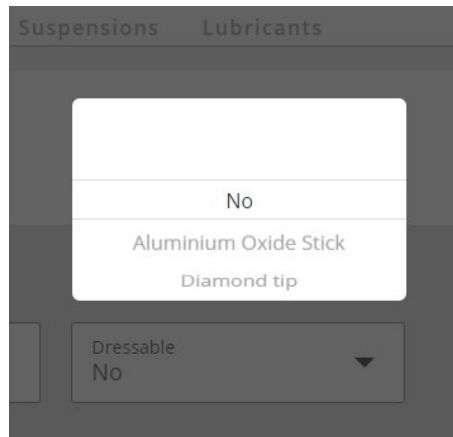 Suspensions Lubricants
No
Aluminium Oxide Stick
Diamond tip
Dressable
No